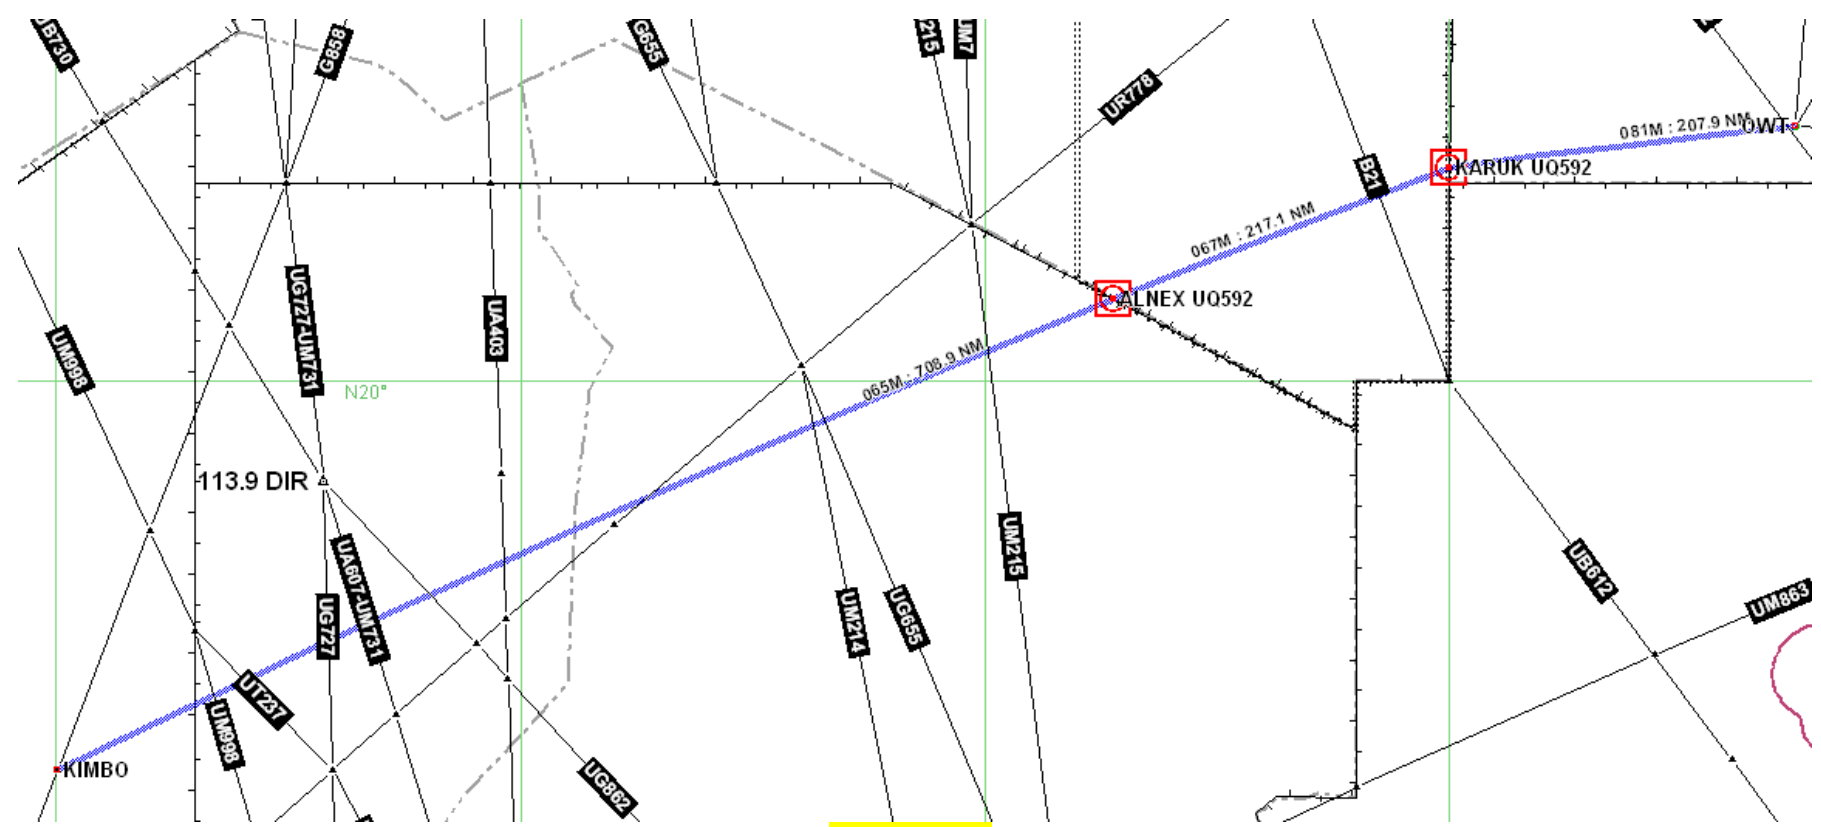 UB730
G858
G655
215
UM7
UR778
081M : 207.9 NM
OWT
B21
KARUK UQ592
067M : 217.1 NM
ALNEX UQ592
UG727-UM731
UA403
UM998
065M : 708.9 NM
N20°
113.9 DIR
UM215
UB612
UA607-UM731
UG727
UM214
UG655
UM863
UT237
UM998
KIMBO
UG862